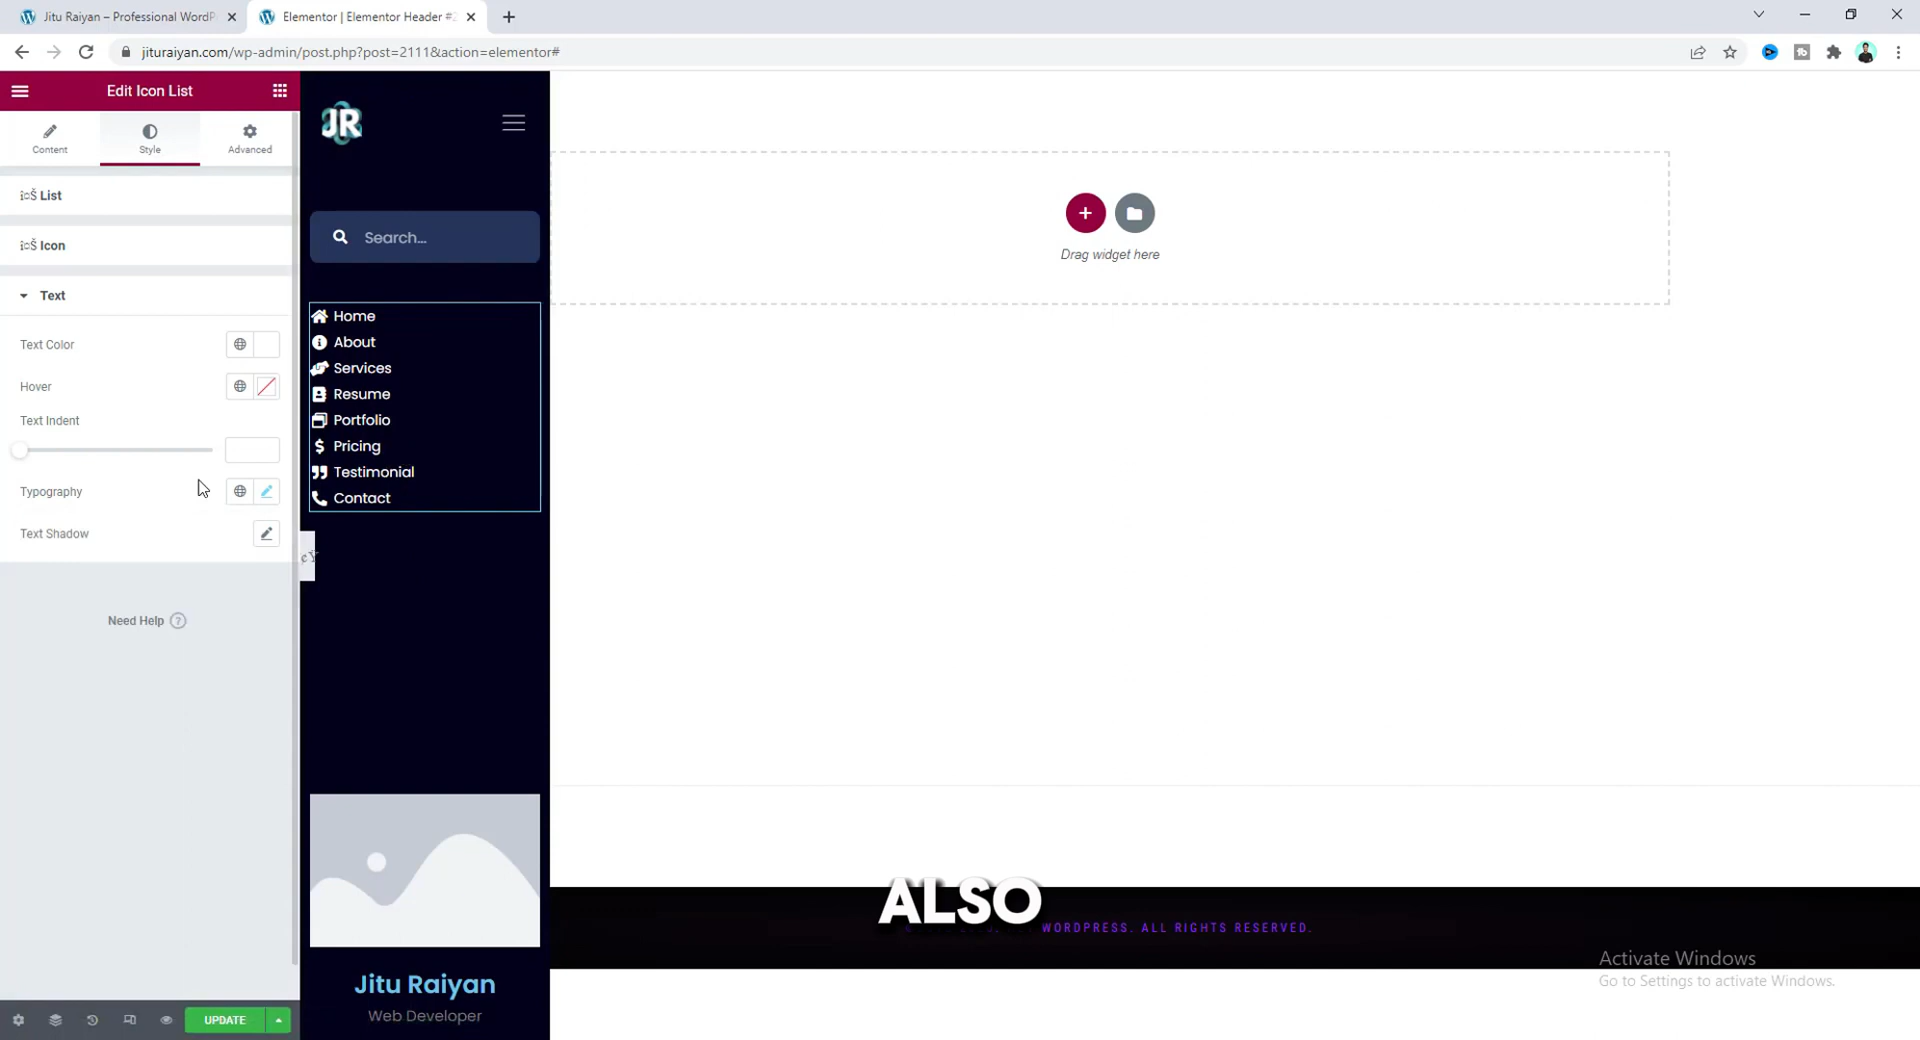 Jitu Raiyan – Professional WordP
Elementor | Elementor Header #2
jituraiyan.com/wp-admin/post.php?post=2111&action=elementor#
Edit Icon List
Content
Style
Advanced
List
Icon
Text
Text Color
Hover
Text Indent
Typography
Text Shadow
Need Help ?
UPDATE
JR
Search...
Home
About
Services
Resume
Portfolio
Pricing
Testimonial
Contact
Jitu Raiyan
Web Developer
Drag widget here
ALSO
WORDPRESS. ALL RIGHTS RESERVED.
Activate Windows
Go to Settings to activate Windows.